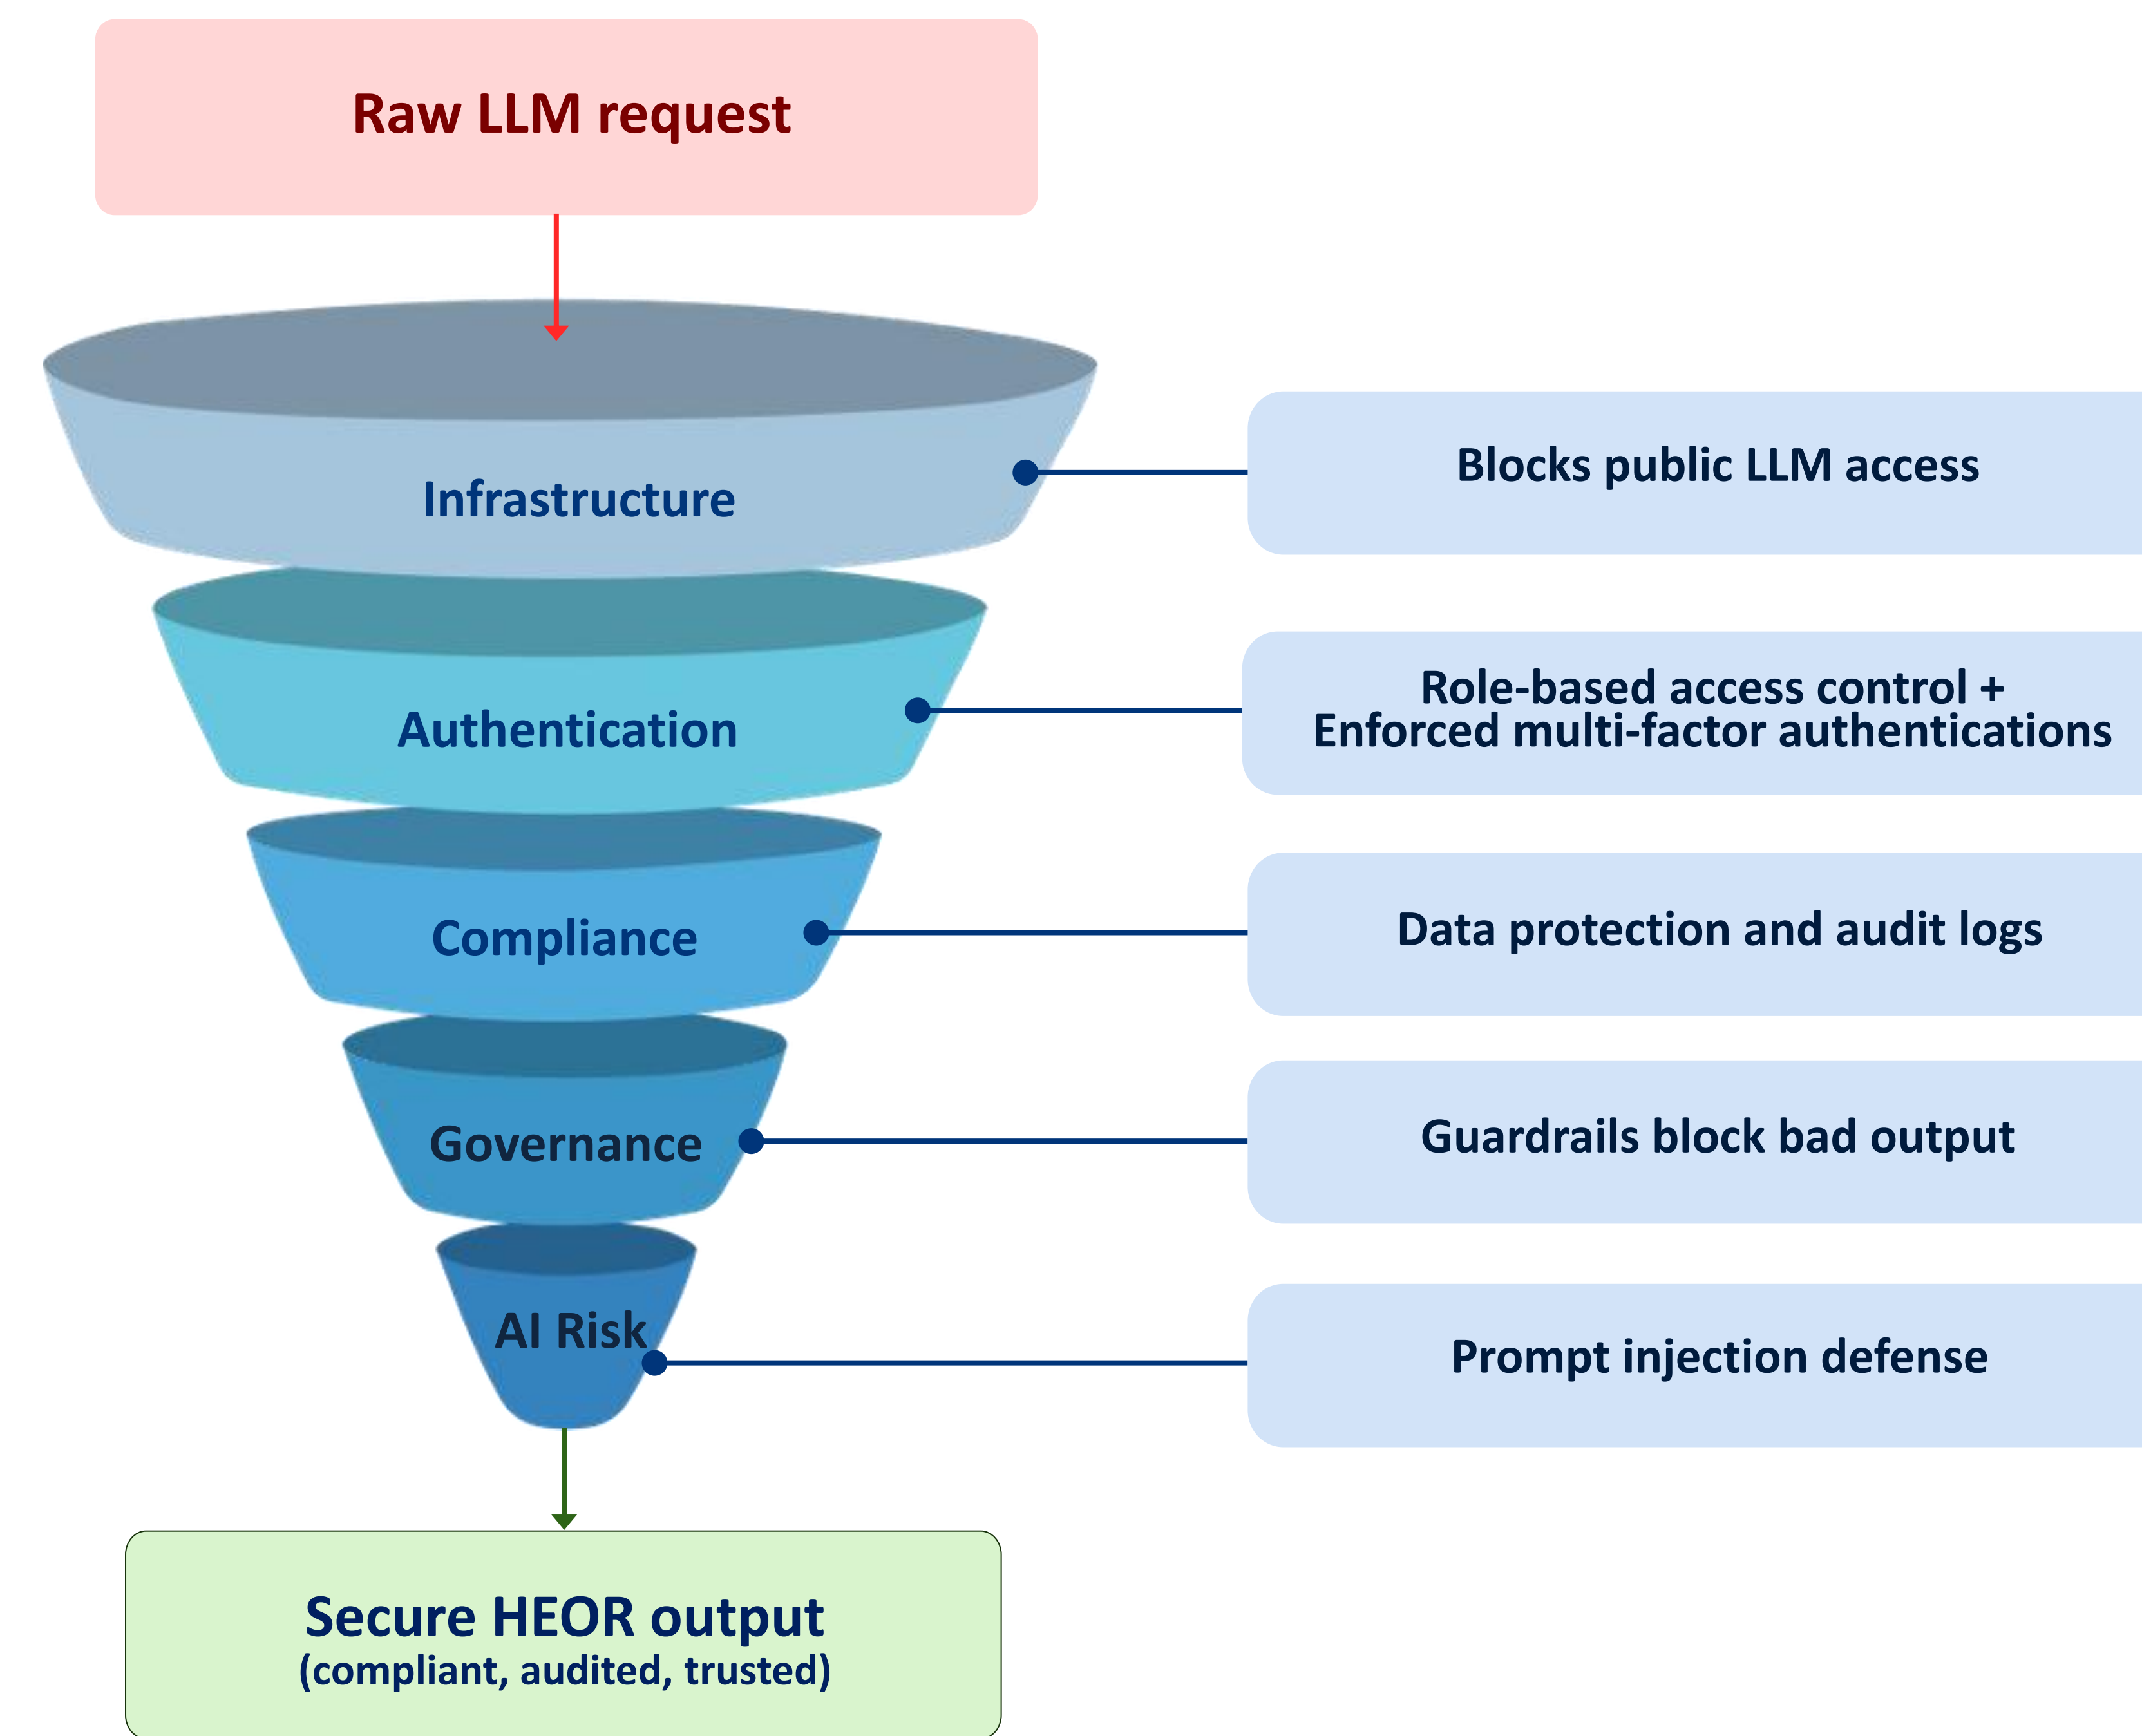 Raw LLM request
Infrastructure
Blocks public LLM access
Authentication
Role-based access control +
Enforced multi-factor authentications
Compliance
Data protection and audit logs
Governance
Guardrails block bad output
AI Risk
Prompt injection defense
Secure HEOR output
(compliant, audited, trusted)